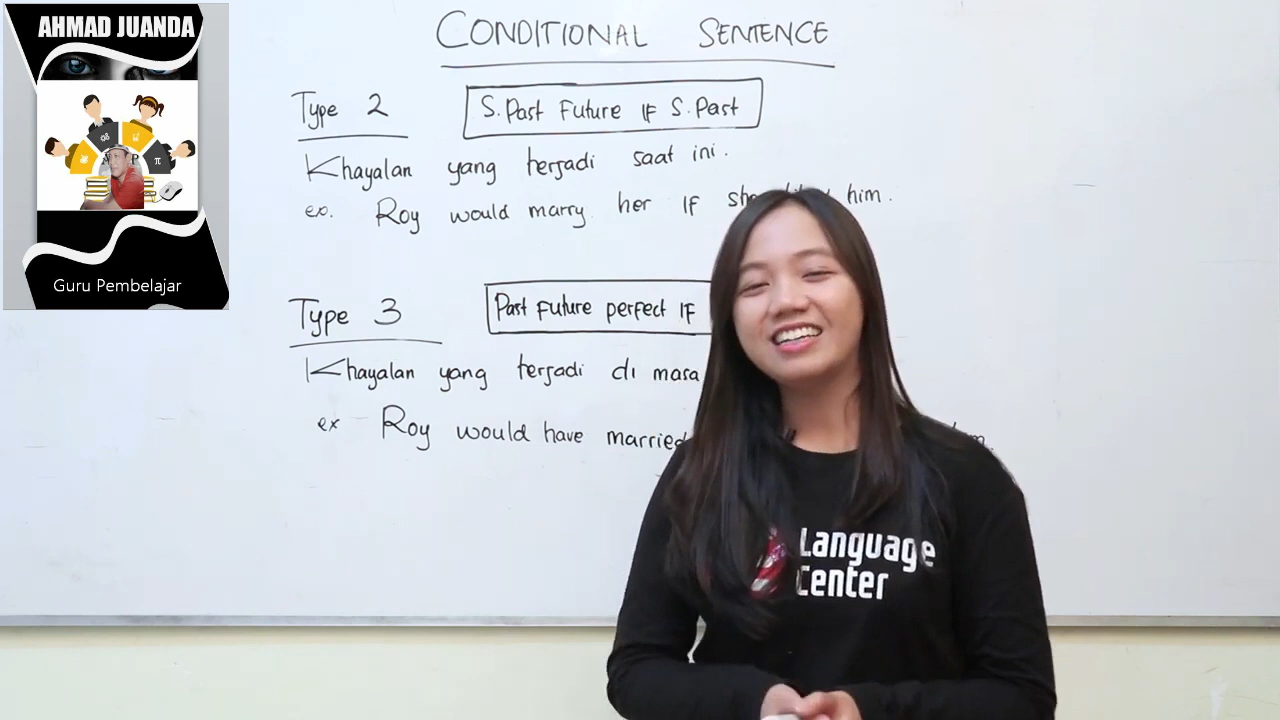 AHMAD JUANDA
Guru Pembelajar
CONDITIONAL SENTENCE
Type 2
S.Past Future IF S.Past
Khayalan yang terjadi saat ini.
ex. Roy would marry her IF she him.
Type 3
Past Future perfect IF
Khayalan yang terjadi di masa
ex Roy would have married
Language
Center